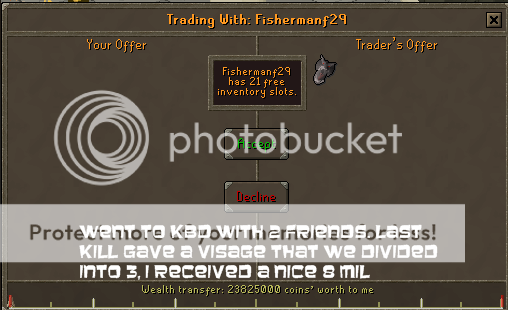 Trading With: Fishermanf29
Your Offer
Trader's Offer
Fishermanf29
has 21 free
inventory slots.
photobucket
Accept
Decline
WENT TO KBD WITH 2 FRIENDS. LAST
KILL GAVE A VISAGE THAT WE DIVIDED
INTO 3, I RECEIVED A NICE 8 MIL
Wealth transfer: 23825000 coins' worth to me